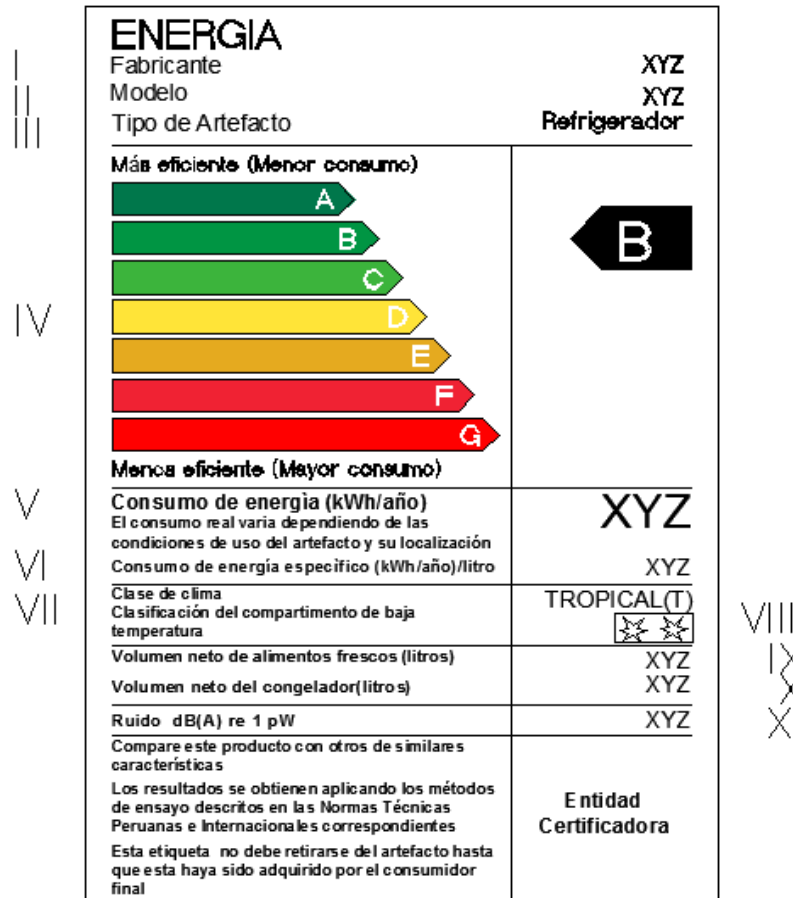 ENERGIA
I Fabricante XYZ
II Modelo XYZ
III Tipo de Artefacto Refrigerador
Más eficiente (Menor consumo)
A
B B
C
IV D
E
F
G
Menos eficiente (Mayor consumo)
V Consumo de energìa (kWh/año) XYZ
El consumo real varia dependiendo de las
condiciones de uso del artefacto y su localización
VI Consumo de energía específico (kWh/año)/litro XYZ
VII Clase de clima TROPICAL(T)
Clasificación del compartimento de baja VIII
temperatura
Volumen neto de alimentos frescos (litros) XYZ IX
Volumen neto del congelador(litros) XYZ X
Ruido dB(A) re 1 pW XYZ X
Compare este producto con otros de similares
características
Los resultados se obtienen aplicando los métodos
de ensayo descritos en las Normas Técnicas
Peruanas e Internacionales correspondientes
Entidad
Certificadora
Esta etiqueta no debe retirarse del artefacto hasta
que esta haya sido adquirido por el consumidor
final